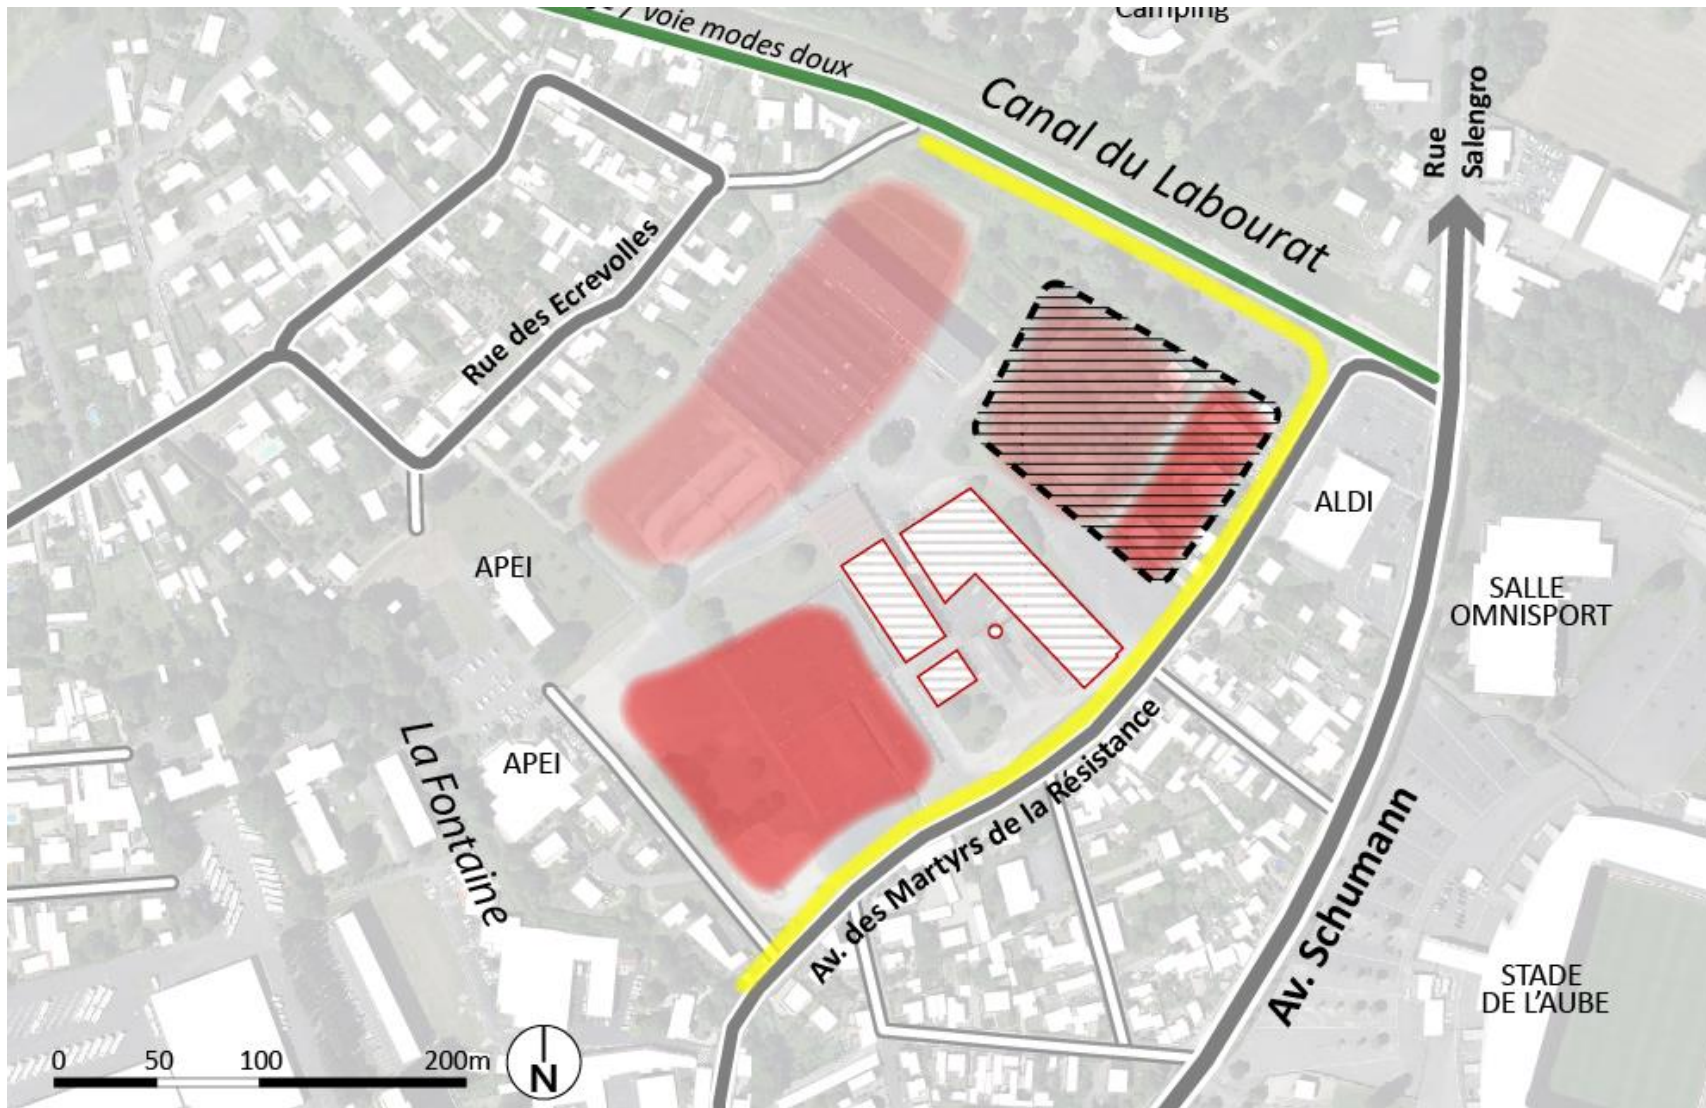 voie modes doux
Camping
Canal du Labourat
Rue
Salengro
Rue des Ecrevolles
ALDI
APEI
SALLE
OMNISPORT
La Fontaine
APEI
Av. des Martyrs de la Résistance
Av. Schumann
STADE
DE L'AUBE
0 50 100 200m
N